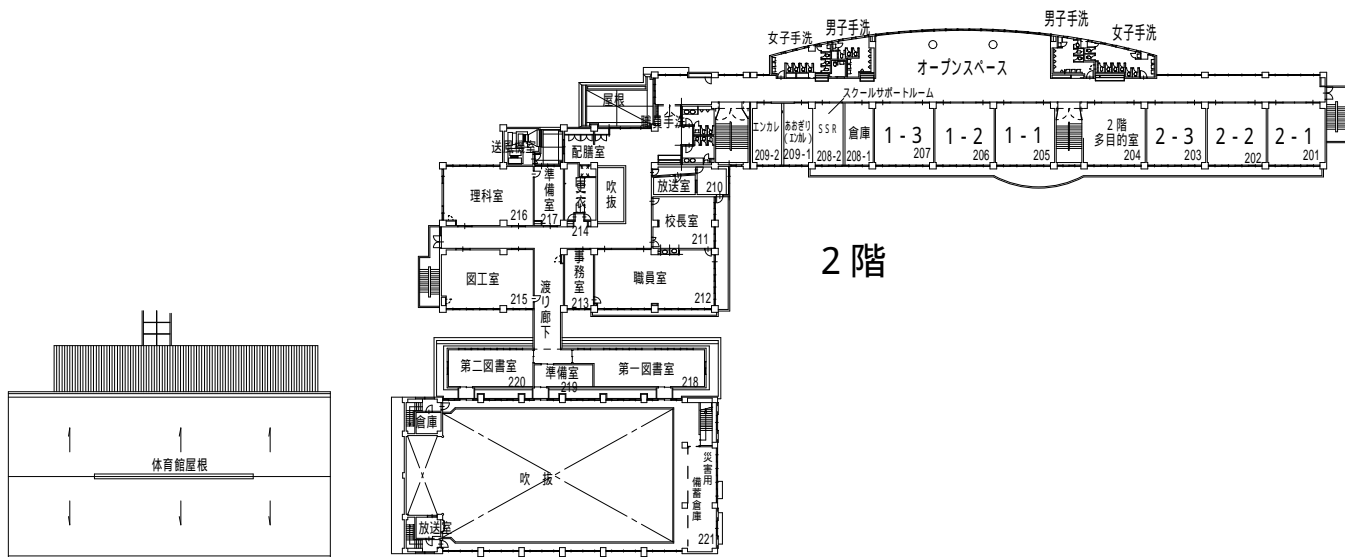 女子手洗
男子手洗
男子手洗
女子手洗
オープンスペース
スクールサポートルーム
屋根
職員手洗
エンカレ
209-2
あおぎり
(エンカレ)
209-1
SSR
208-2
倉庫
208-1
1-3
207
1-2
206
1-1
205
2階
多目的室
204
2-3
203
2-2
202
2-1
201
配膳室
放送室
210
理科室
216
準備室
217
更衣
214
吹抜
校長室
211
2階
図工室
215
渡り廊下
事務室
213
職員室
212
第二図書室
220
準備室
219
第一図書室
218
体育館屋根
倉庫
吹 抜
災害用
備蓄倉庫
221
放送室